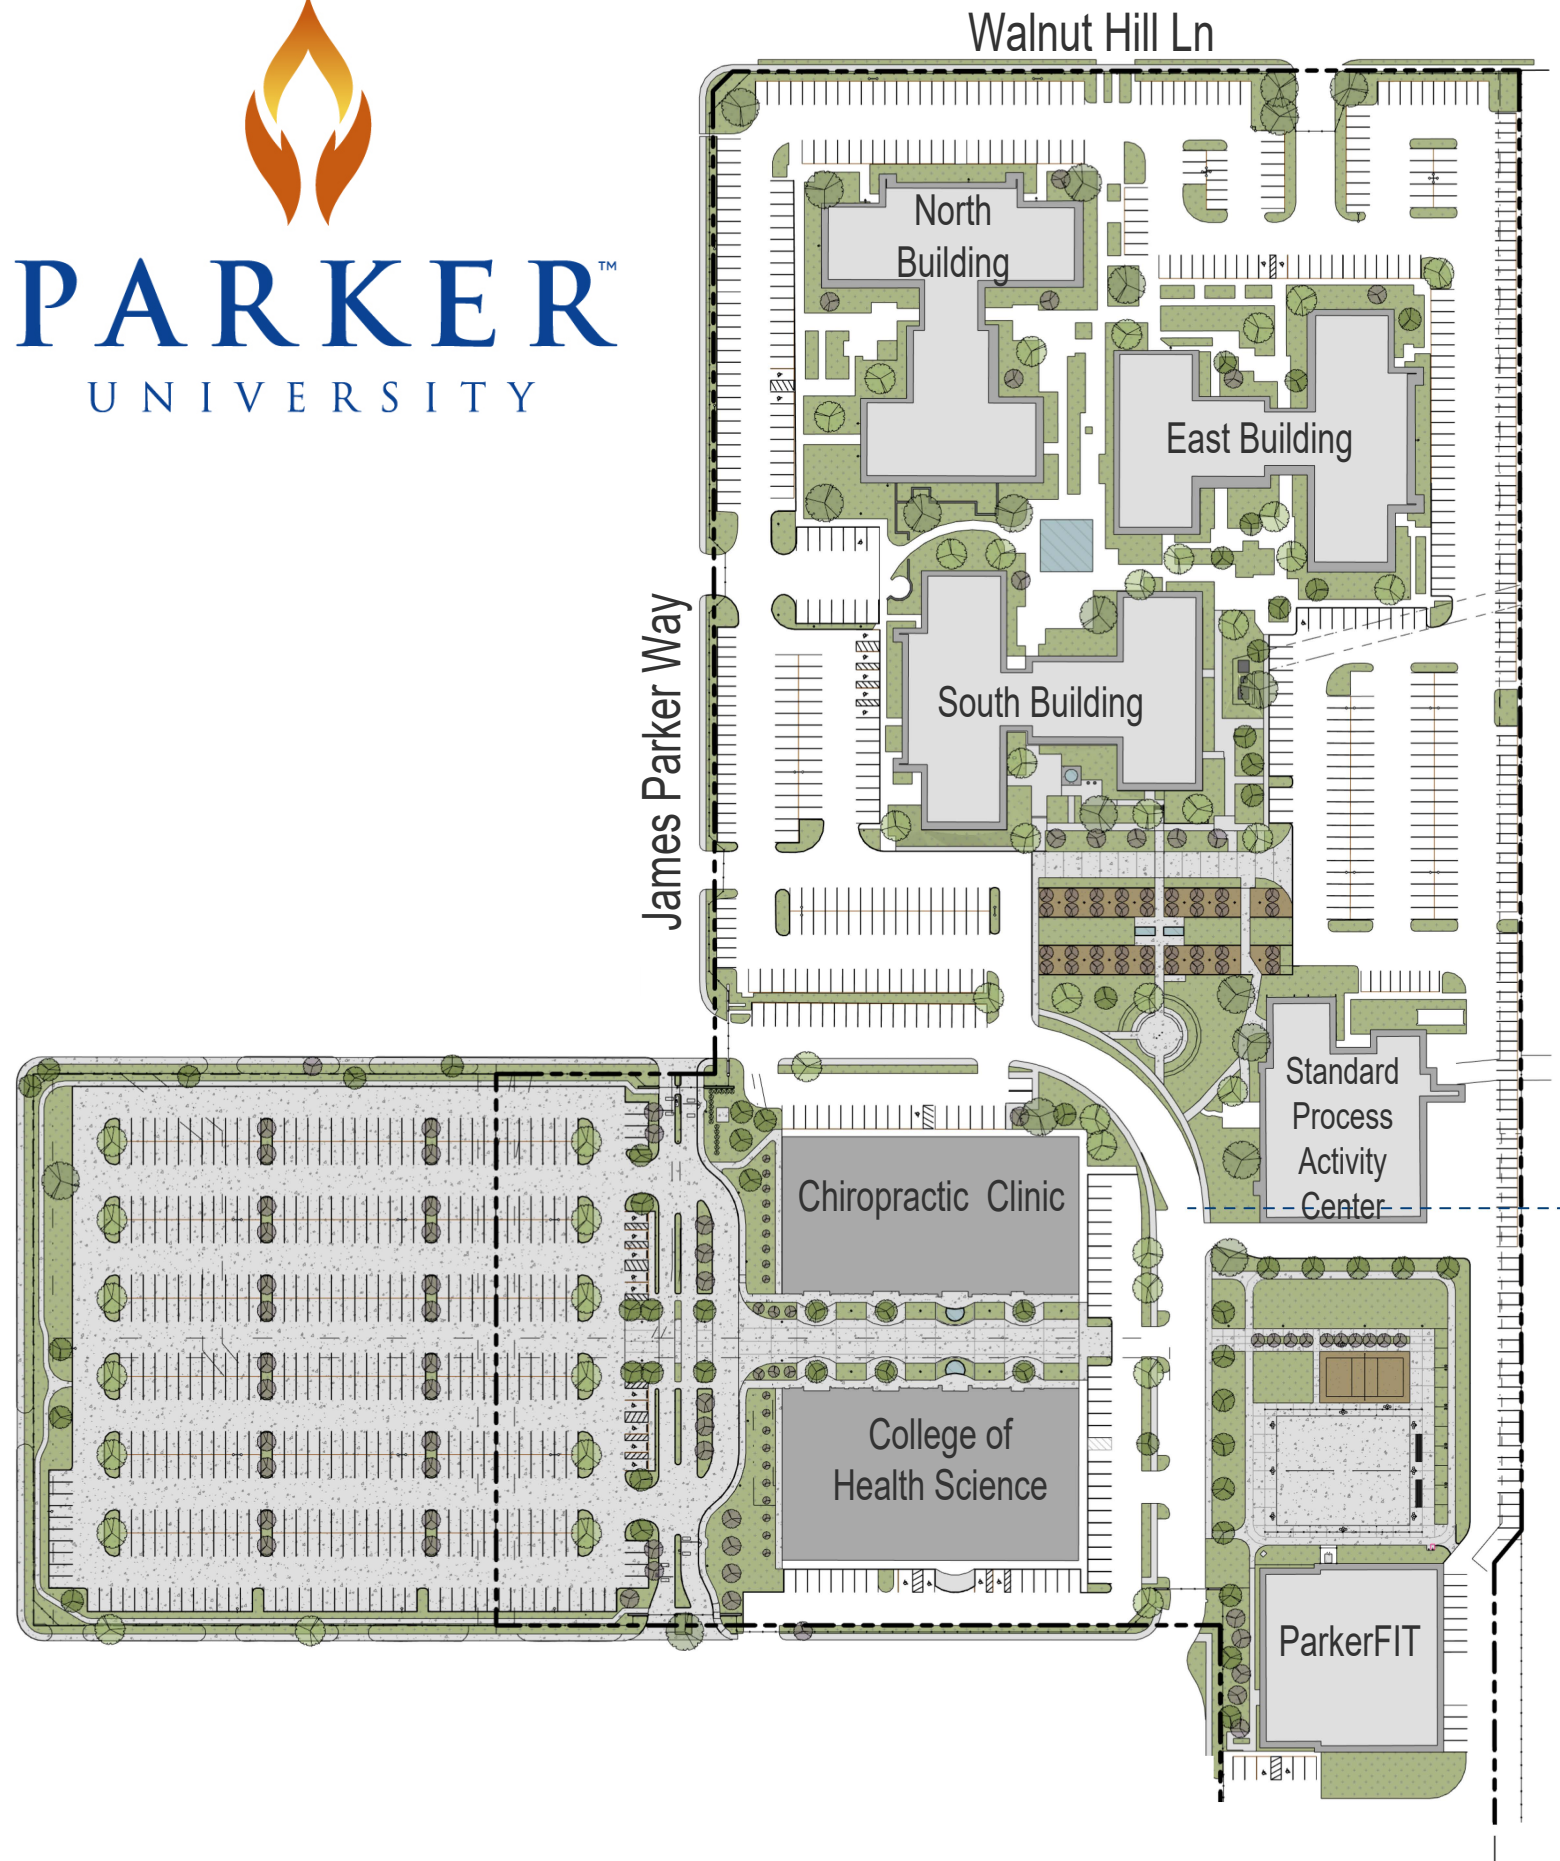 Walnut Hill Ln
PARKER™
UNIVERSITY
North
Building
East Building
James Parker Way
South Building
Standard
Process
Activity
Center
Chiropractic Clinic
College of
Health Science
ParkerFIT